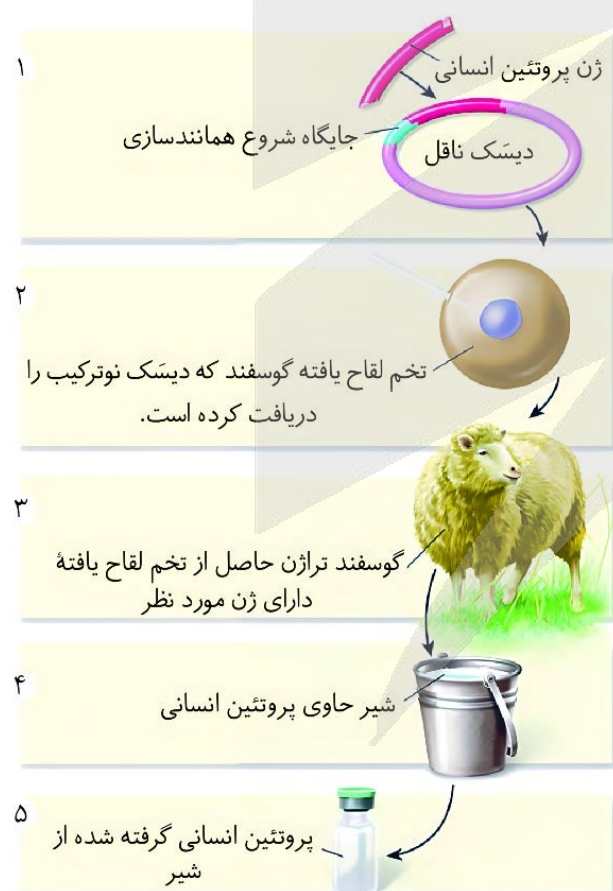 ۱
ژن پروتئین انسانی
جایگاه شروع همانندسازی
دیسَک ناقل
۲
تخم لقاح یافته گوسفند که دیسَک نوترکیب را
دریافت کرده است.
۳
گوسفند تراژن حاصل از تخم لقاح یافتهٔ
دارای ژن مورد نظر
۴
شیر حاوی پروتئین انسانی
۵
پروتئین انسانی گرفته شده از
شیر